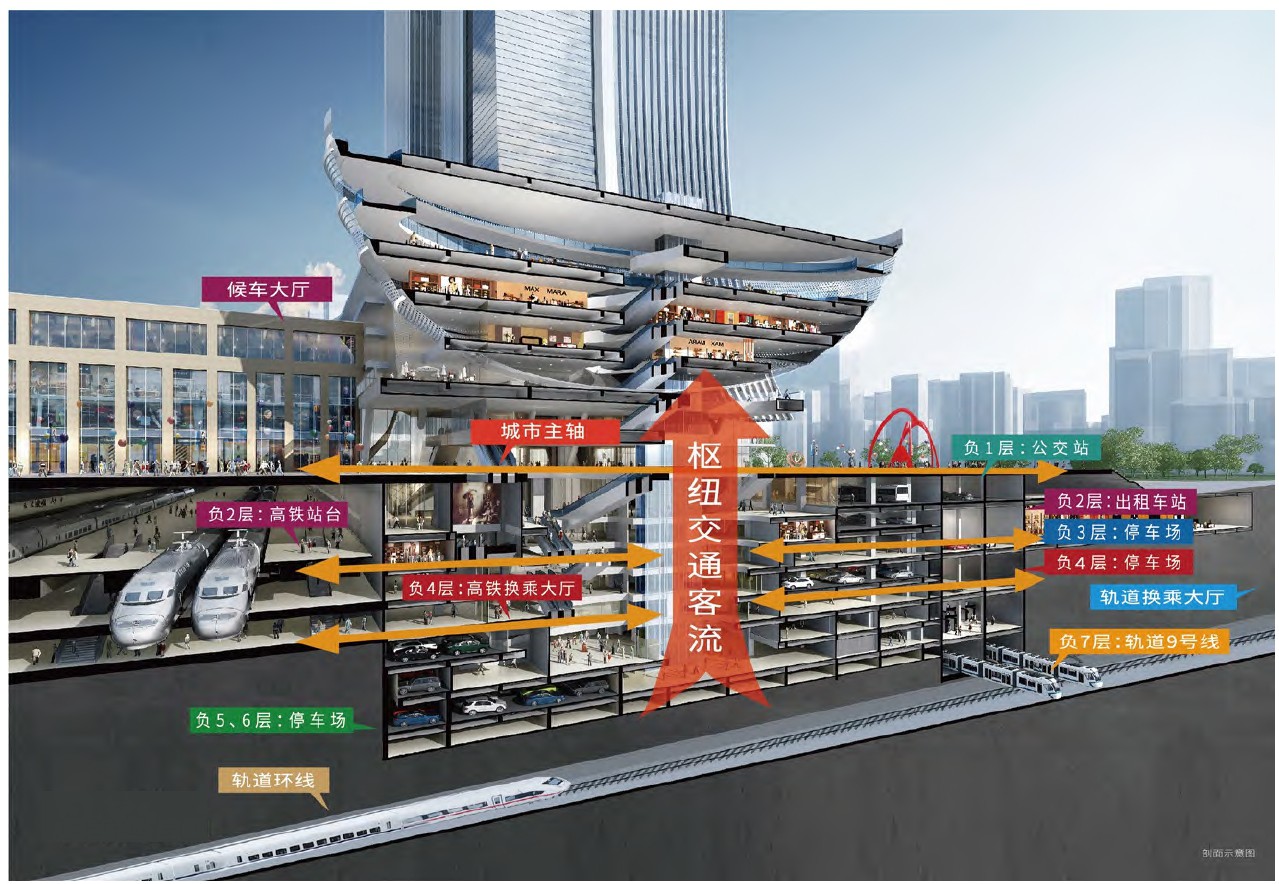 候车大厅
MAX MARA
城市主轴
枢纽交通客流
负1层:公交站
负2层:高铁站台
负2层:出租车站
负3层:停车场
负4层:停车场
负4层:高铁换乘大厅
轨道换乘大厅
负7层:轨道9号线
负5、6层:停车场
轨道环线
剖面示意图